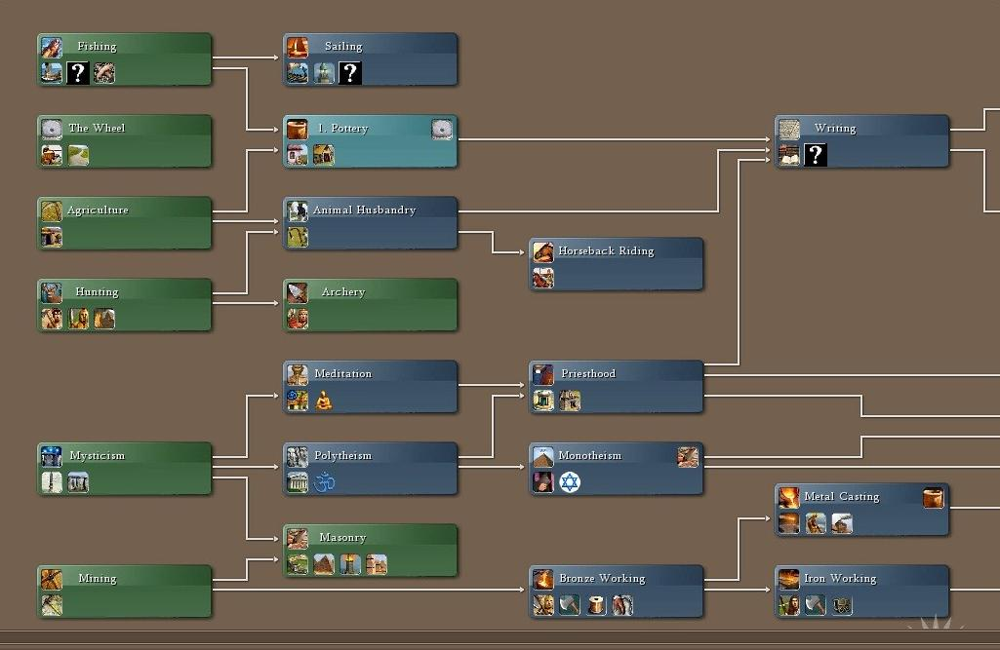 Fishing
Sailing
?
?
The Wheel
1. Pottery
Writing
?
Agriculture
Animal Husbandry
Horseback Riding
Hunting
Archery
Meditation
Priesthood
Mysticism
Polytheism
Monotheism
Metal Casting
Masonry
Mining
Bronze Working
Iron Working